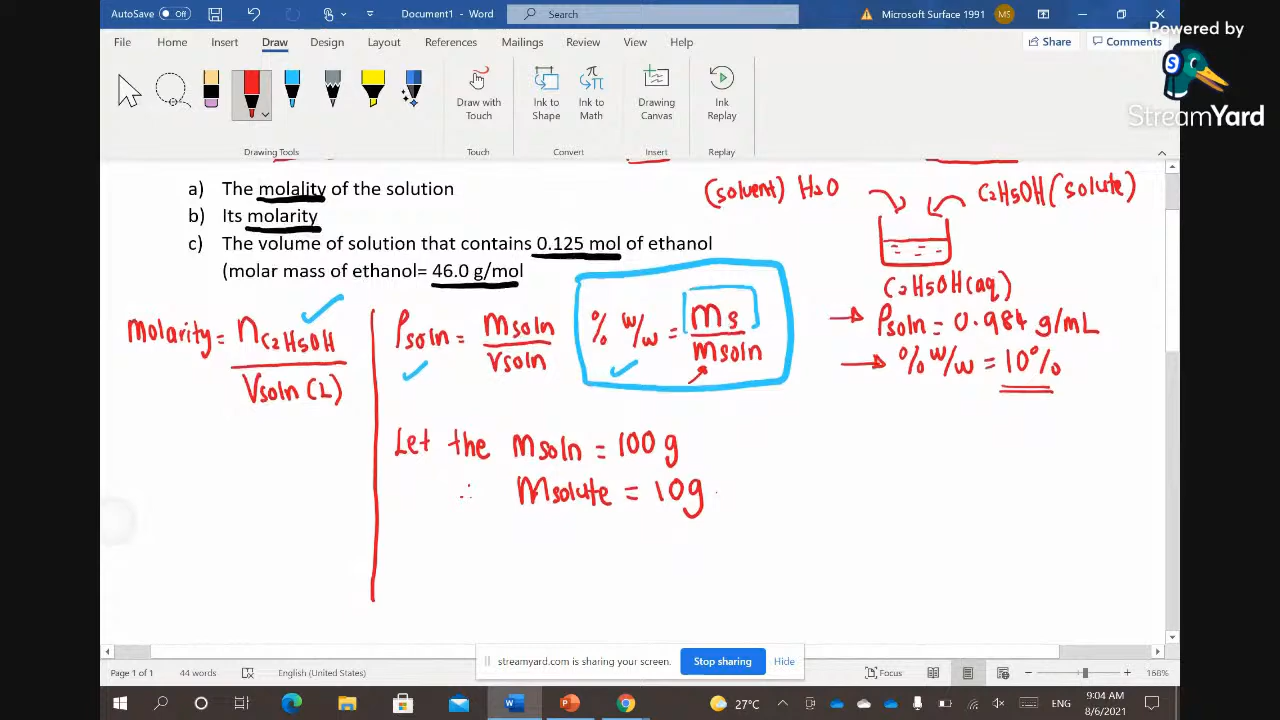 AutoSave Off Document1 - Word Search Microsoft Surface 1991 MS
Powered by
StreamYard
File Home Insert Draw Design Layout References Mailings Review View Help Share Comments
Draw with Touch
Ink to Shape
Ink to Math
Drawing Canvas
Ink Replay
Drawing Tools Touch Convert Insert Replay
a) The molality of the solution
b) Its molarity
c) The volume of solution that contains 0.125 mol of ethanol
(molar mass of ethanol= 46.0 g/mol
(solvent) H2O C2H5OH (solute)
C2H5OH(aq)
ρsoln = 0.984 g/mL
% w/w = 10%
Molarity = nC2H5OH / Vsoln (L)
ρsoln = msoln / vsoln
% w/w = ms / msoln
Let the msoln = 100 g
∴ msolute = 10g
streamyard.com is sharing your screen. Stop sharing Hide
Page 1 of 1 44 words English (United States) Focus 168%
27°C 9:04 AM
8/6/2021